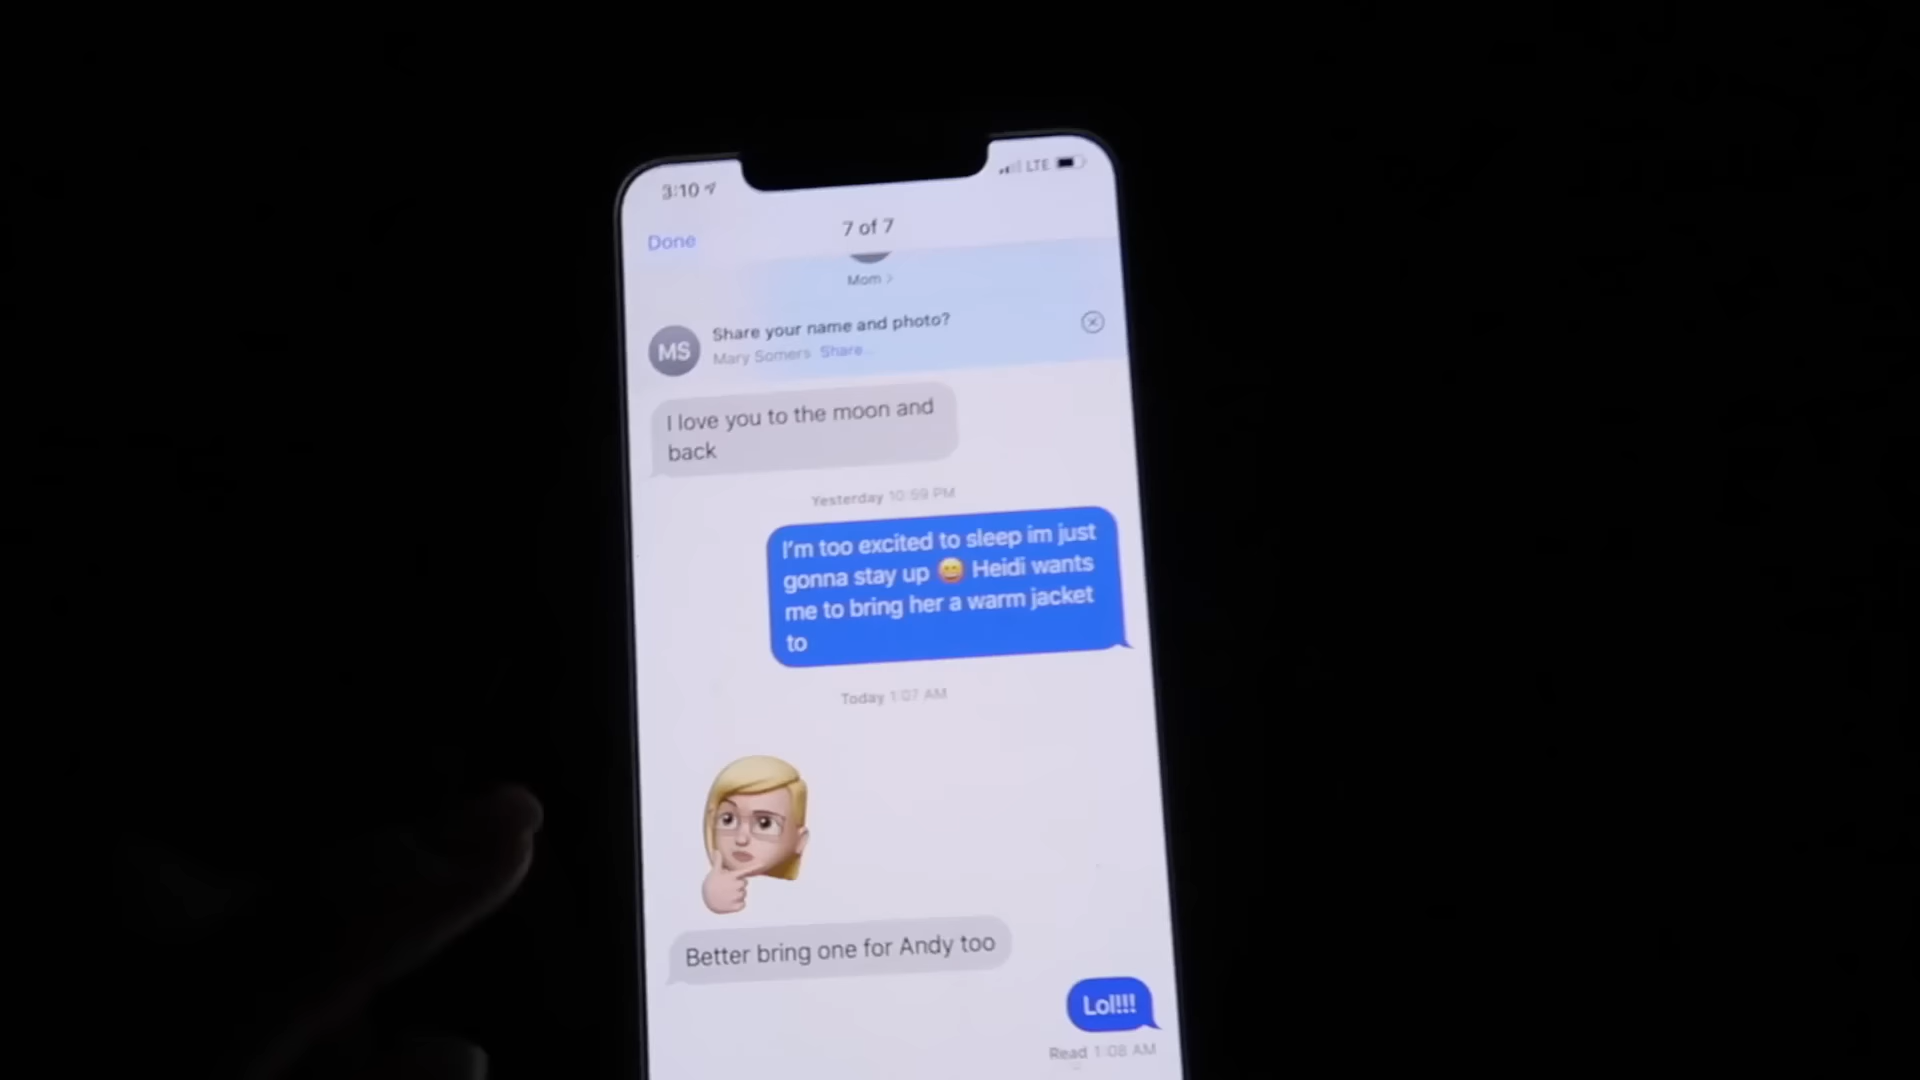 3:10
LTE
Done
7 of 7
Mom >
MS
Share your name and photo?
Mary Somers Share...
I love you to the moon and
back
Yesterday 10:59 PM
I'm too excited to sleep im just
gonna stay up 😄 Heidi wants
me to bring her a warm jacket
to
Today 1:07 AM
Better bring one for Andy too
Lol!!!
Read 1:08 AM